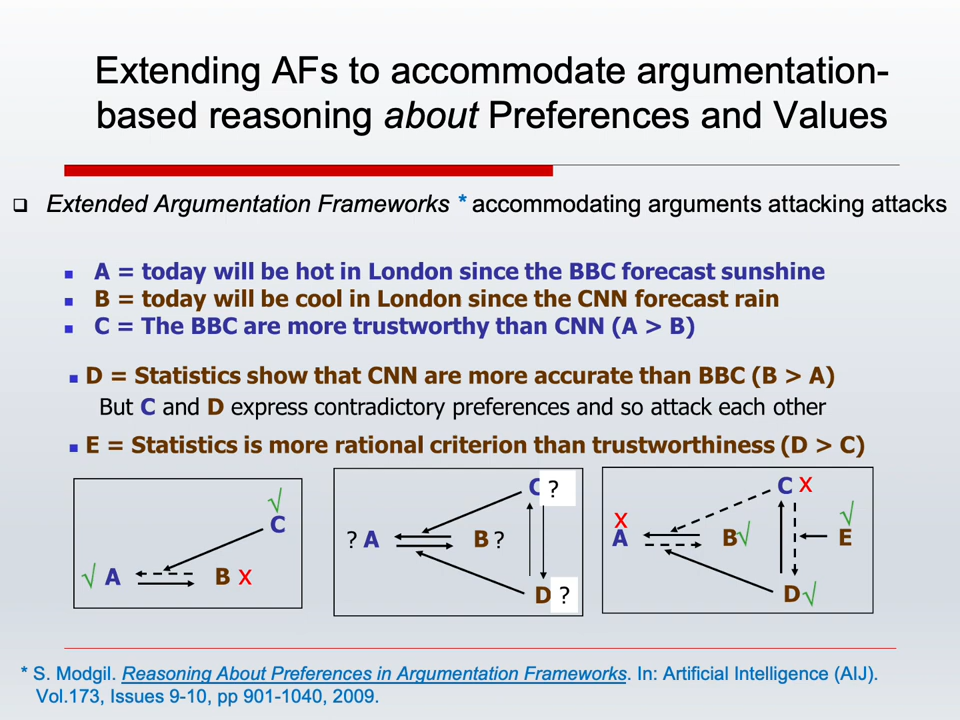 Extending AFs to accommodate argumentation-
based reasoning about Preferences and Values
Extended Argumentation Frameworks * accommodating arguments attacking attacks
A = today will be hot in London since the BBC forecast sunshine
B = today will be cool in London since the CNN forecast rain
C = The BBC are more trustworthy than CNN (A > B)
D = Statistics show that CNN are more accurate than BBC (B > A)
But C and D express contradictory preferences and so attack each other
E = Statistics is more rational criterion than trustworthiness (D > C)
√
C
√ A
B X
C ?
? A
B ?
D ?
C X
√
X
A
B √
E
D √
* S. Modgil. Reasoning About Preferences in Argumentation Frameworks. In: Artificial Intelligence (AIJ).
Vol.173, Issues 9-10, pp 901-1040, 2009.